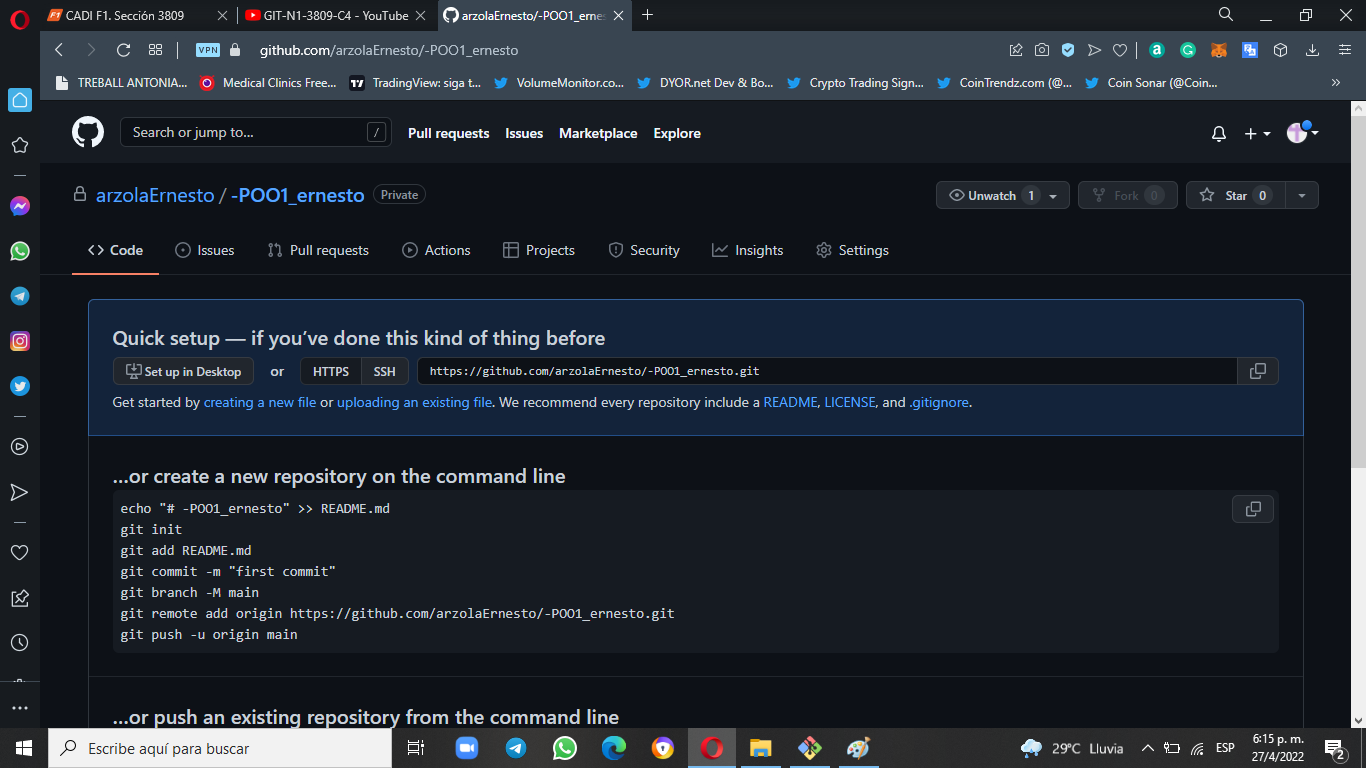 CADI F1. Sección 3809
GIT-N1-3809-C4 - YouTube
arzolaErnesto/-POO1_erne
VPN
github.com/arzolaErnesto/-POO1_ernesto
TREBALL ANTONIA...
Medical Clinics Free...
TradingView: siga t...
VolumeMonitor.co...
DYOR.net Dev & Bo...
Crypto Trading Sign...
CoinTrendz.com (@...
Coin Sonar (@Coin...
»
Search or jump to...
/
Pull requests
Issues
Marketplace
Explore
arzolaErnesto / -POO1_ernesto
Private
Unwatch 1
Fork 0
Star 0
Code
Issues
Pull requests
Actions
Projects
Security
Insights
Settings
Quick setup — if you’ve done this kind of thing before
Set up in Desktop
or
HTTPS
SSH
https://github.com/arzolaErnesto/-POO1_ernesto.git
Get started by creating a new file or uploading an existing file. We recommend every repository include a README, LICENSE, and .gitignore.
…or create a new repository on the command line
echo "# -POO1_ernesto" >> README.md
git init
git add README.md
git commit -m "first commit"
git branch -M main
git remote add origin https://github.com/arzolaErnesto/-POO1_ernesto.git
git push -u origin main
…or push an existing repository from the command line
Escribe aquí para buscar
29ºC Lluvia
ESP
6:15 p. m.
27/4/2022
2